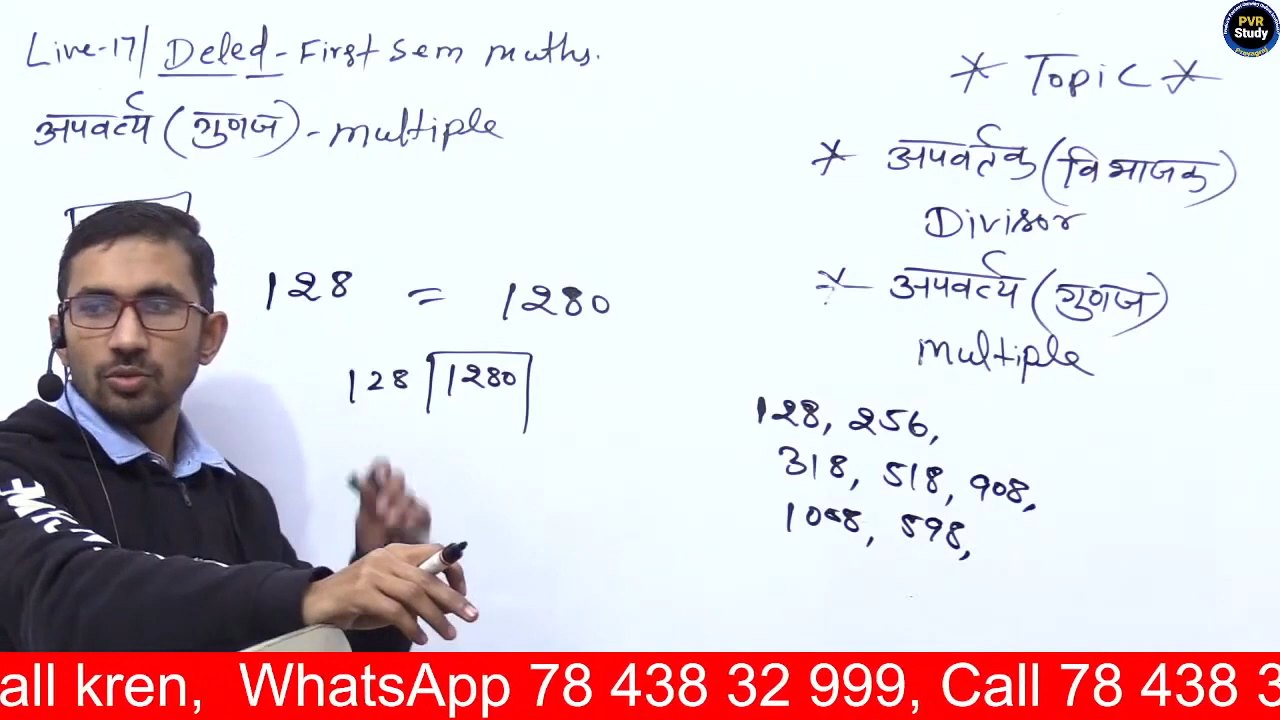 Live-17/ Deled-First Sem maths.
अपवर्त्य (गुणज) - multiple
128 = 1280
128 1280
* Topic *
* अपवर्तक (विभाजक)
Divisor
* अपवर्त्य (गुणज)
multiple
128, 256,
318, 518, 908,
1058, 598,
PVR
Study
Prayagraj
all kren, WhatsApp 78 438 32 999, Call 78 438 3